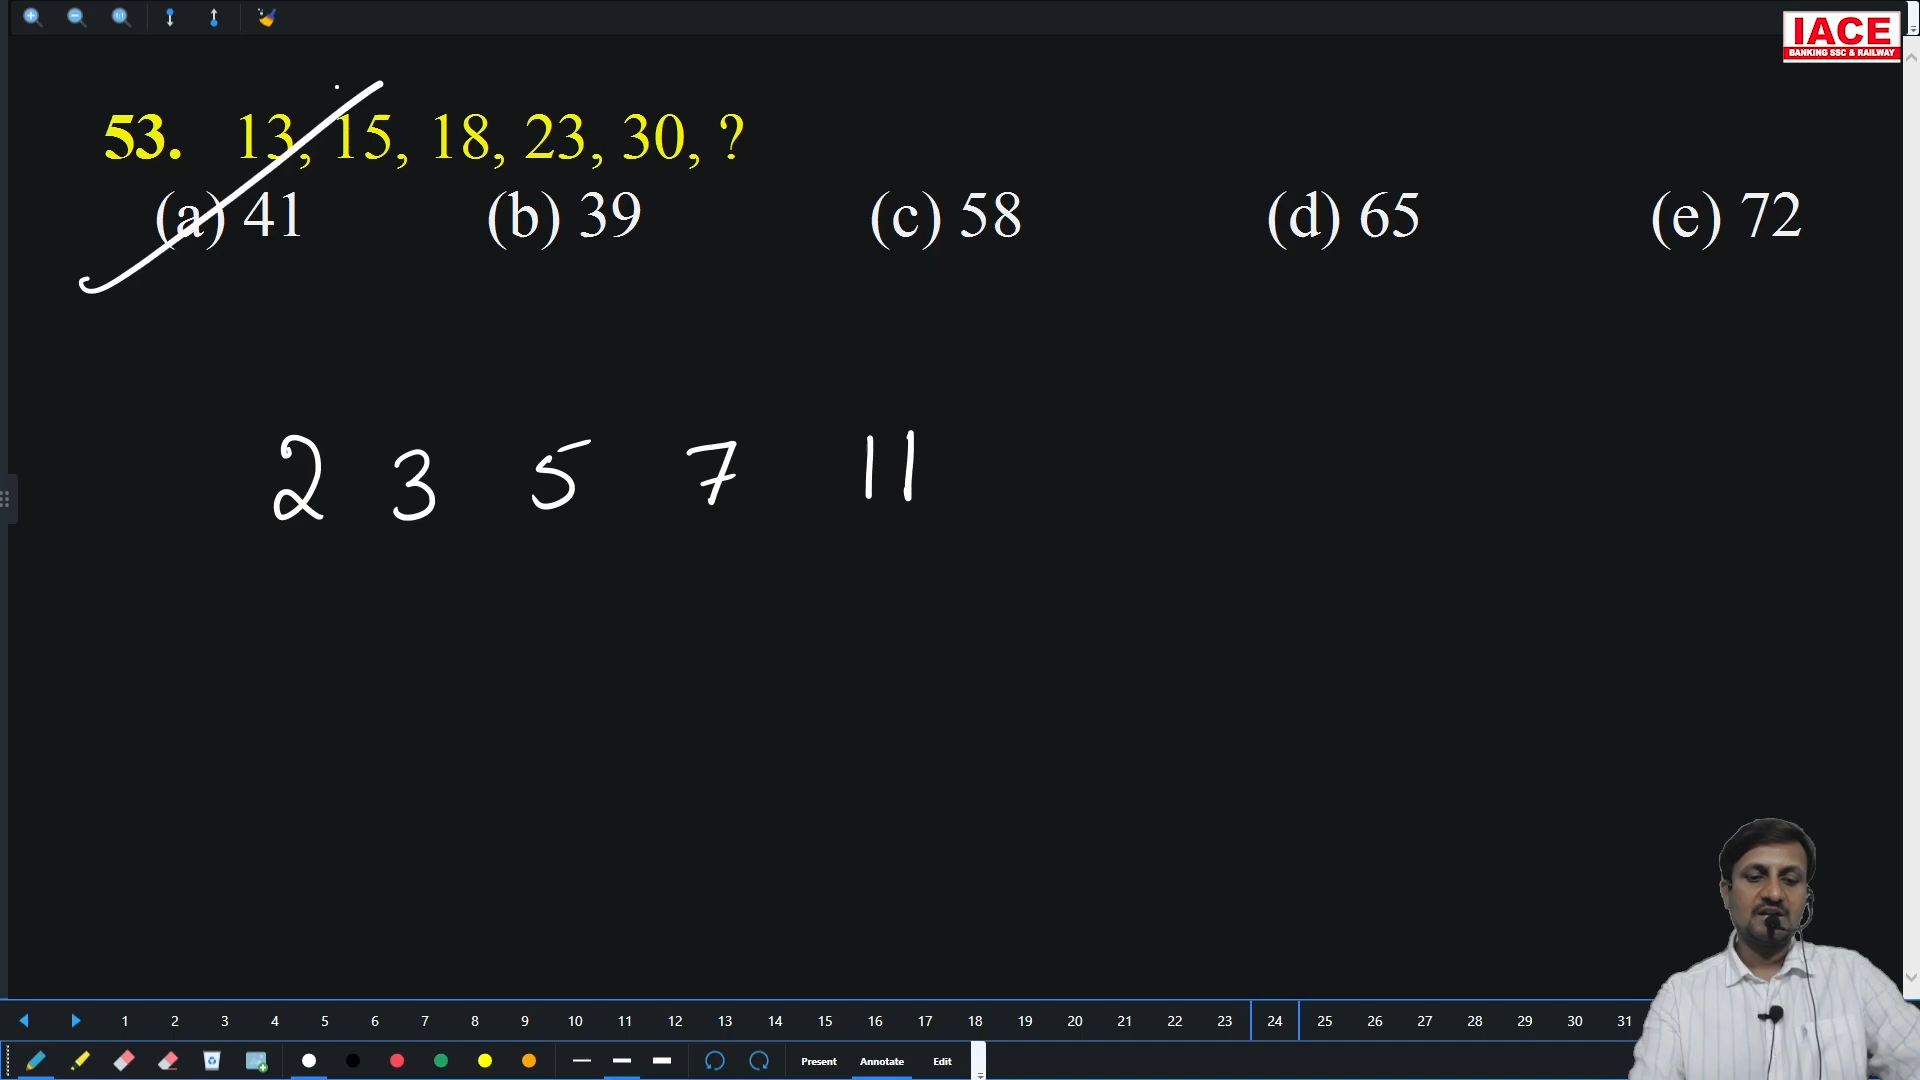 IACE
BANKING SSC & RAILWAY
53. 13, 15, 18, 23, 30, ?
(a) 41 (b) 39 (c) 58 (d) 65 (e) 72
2 3 5 7 11
1 2 3 4 5 6 7 8 9 10 11 12 13 14 15 16 17 18 19 20 21 22 23 24 25 26 27 28 29 30 31
Present Annotate Edit